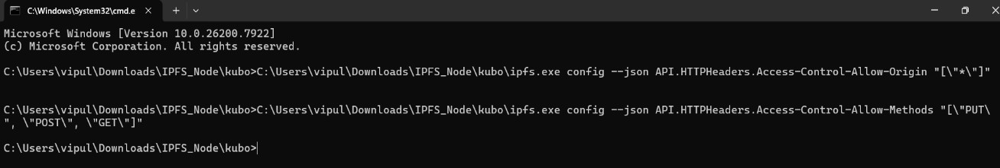 C:\Windows\System32\cmd.e
Microsoft Windows [Version 10.0.26200.7922]
(c) Microsoft Corporation. All rights reserved.
C:\Users\vipul\Downloads\IPFS_Node\kubo>C:\Users\vipul\Downloads\IPFS_Node\kubo\ipfs.exe config --json API.HTTPHeaders.Access-Control-Allow-Origin "[\"*\"]"
C:\Users\vipul\Downloads\IPFS_Node\kubo>C:\Users\vipul\Downloads\IPFS_Node\kubo\ipfs.exe config --json API.HTTPHeaders.Access-Control-Allow-Methods "[\"PUT\
", \"POST\", \"GET\"]"
C:\Users\vipul\Downloads\IPFS_Node\kubo>